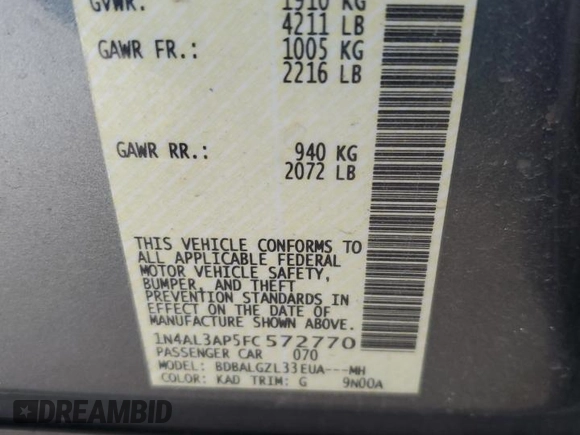 GVWR: 1910 KG
4211 LB
GAWR FR.: 1005 KG
2216 LB
GAWR RR.: 940 KG
2072 LB
THIS VEHICLE CONFORMS TO
ALL APPLICABLE FEDERAL
MOTOR VEHICLE SAFETY,
BUMPER, AND THEFT
PREVENTION STANDARDS IN
EFFECT ON THE DATE OF
MANUFACTURE SHOWN ABOVE.
1N4AL3AP5FC572770
PASSENGER CAR 070
MODEL: BDBALGZL33EUA---MH
COLOR: KAD TRIM: G 9N00A
DREAMBID